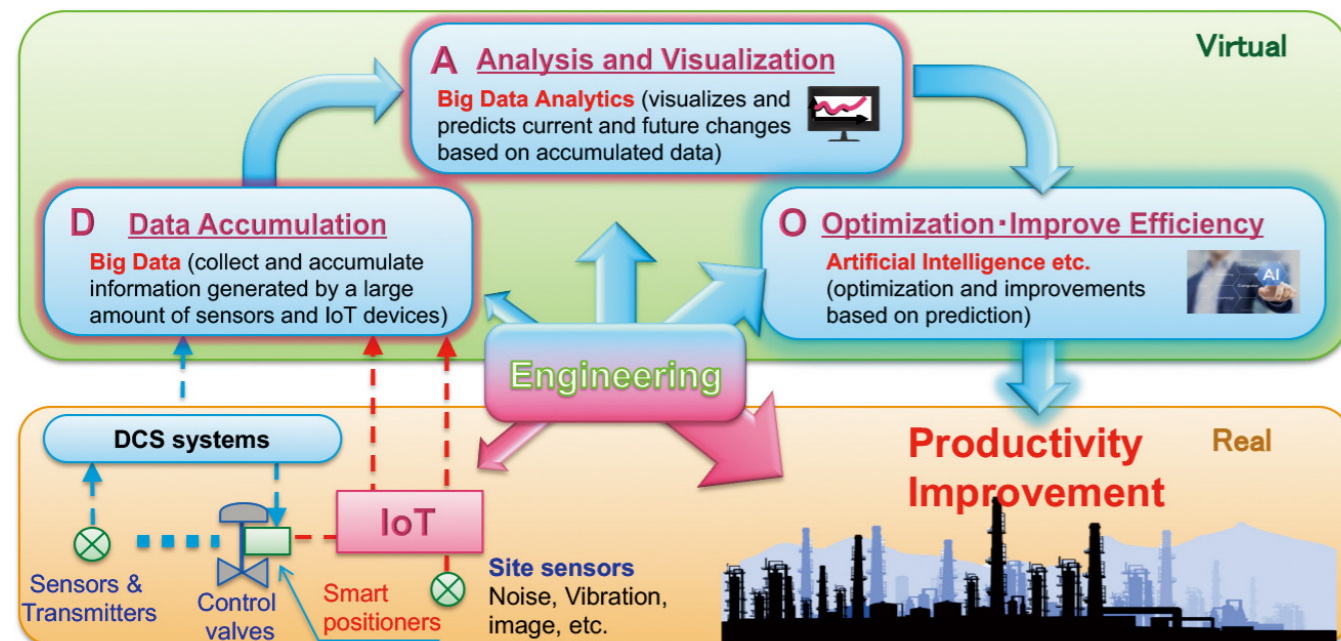 Virtual
A Analysis and Visualization
Big Data Analytics (visualizes and
predicts current and future changes
based on accumulated data)
D Data Accumulation
Big Data (collect and accumulate
information generated by a large
amount of sensors and IoT devices)
O Optimization・Improve Efficiency
Artificial Intelligence etc.
(optimization and improvements
based on prediction)
AI
Engineering
DCS systems
Productivity
Improvement
Real
IoT
Sensors &
Transmitters
Control
valves
Smart
positioners
Site sensors
Noise, Vibration,
image, etc.